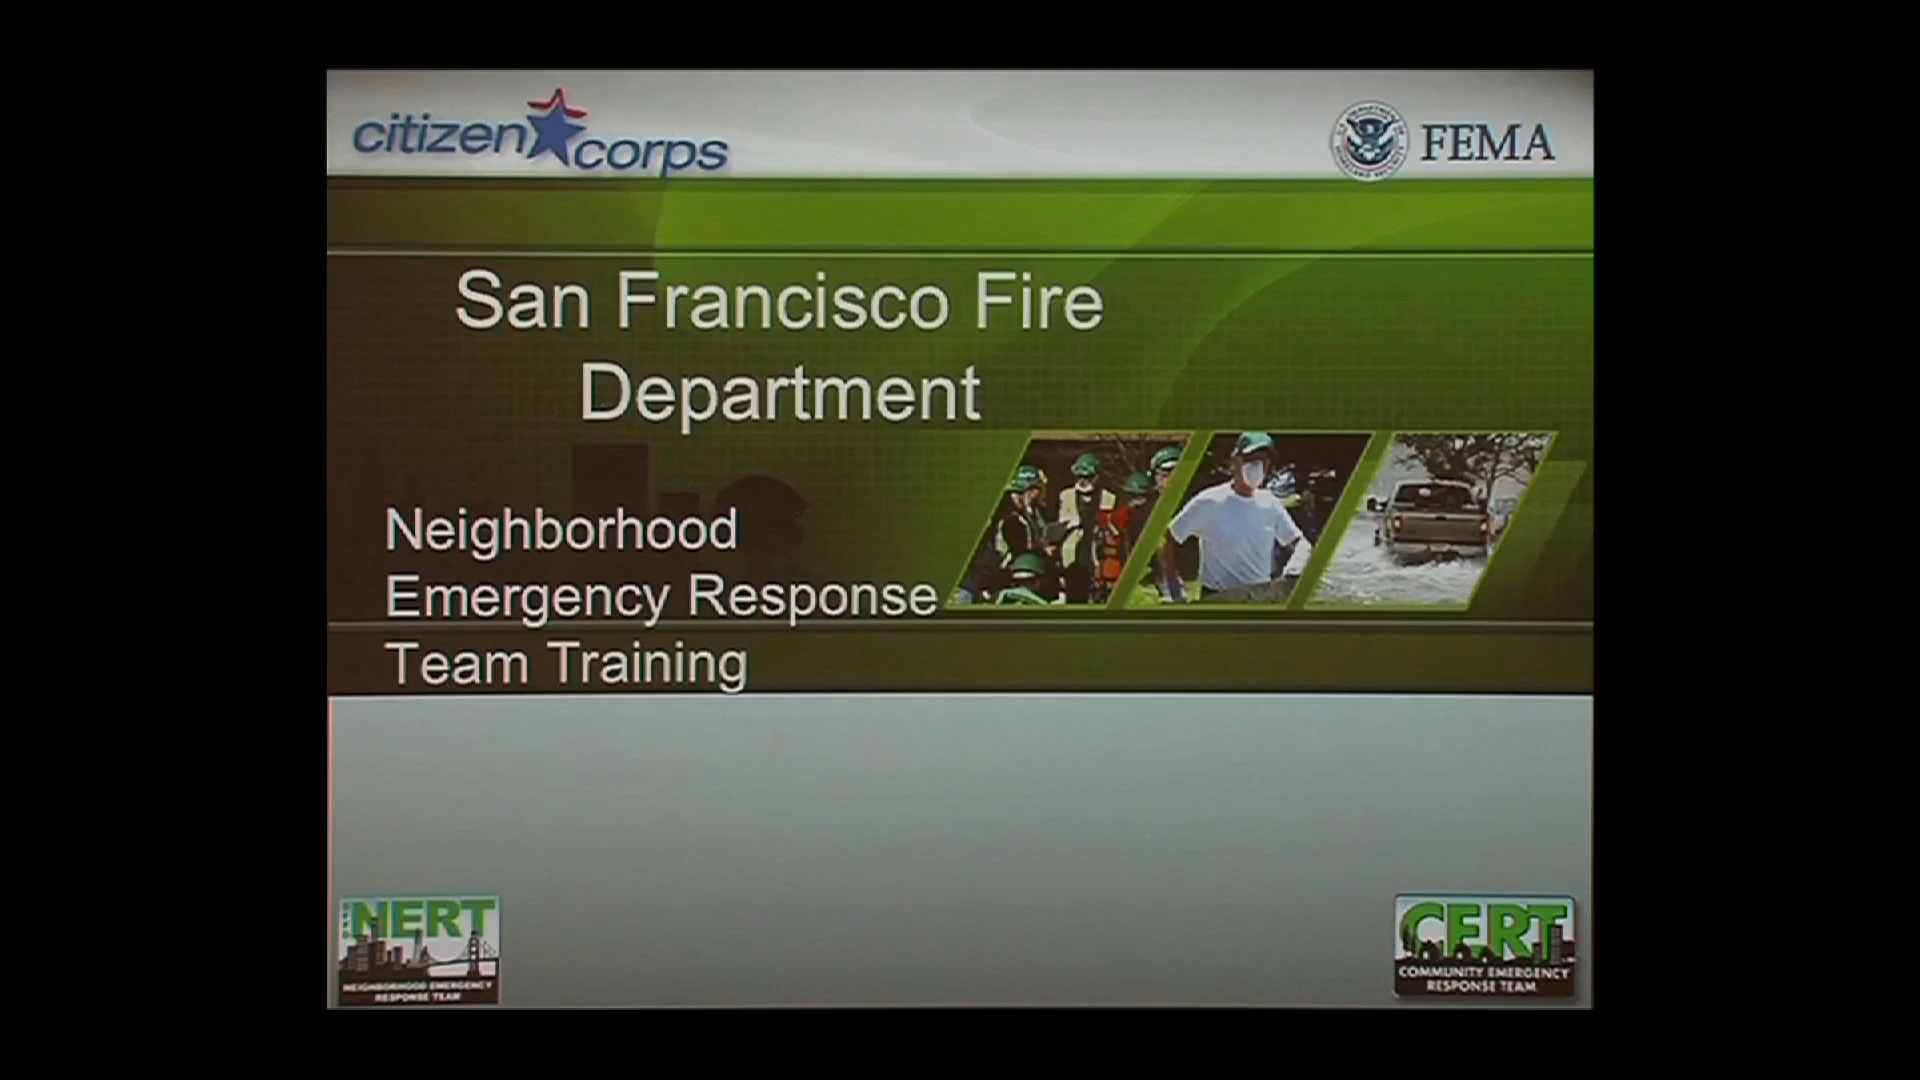 citizen corps
FEMA
San Francisco Fire
Department
Neighborhood
Emergency Response
Team Training
NERT
NEIGHBORHOOD EMERGENCY
RESPONSE TEAM
CERT
COMMUNITY EMERGENCY
RESPONSE TEAM